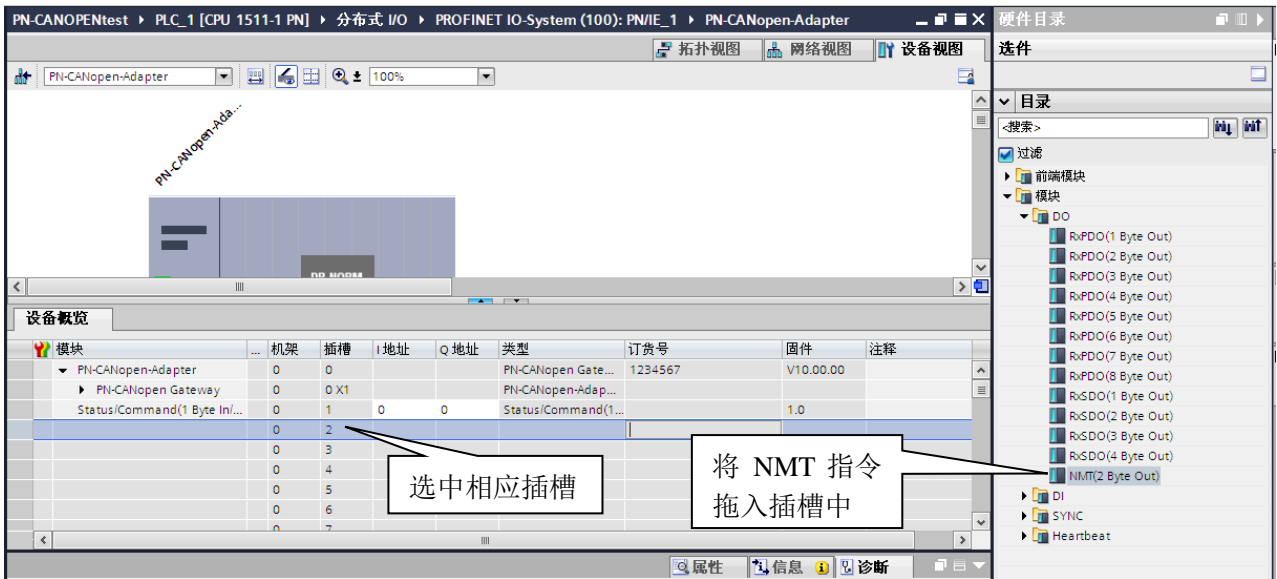 PN-CANOPENtest ▸ PLC_1 [CPU 1511-1 PN] ▸ 分布式 I/O ▸ PROFINET IO-System (100): PN/IE_1 ▸ PN-CANopen-Adapter
拓扑视图 网络视图 设备视图
PN-CANopen-Adapter 100%
PN-CANopen-Ada...
DP-NORM
设备概览
模块 ... 机架 插槽 I 地址 Q 地址 类型 订货号 固件 注释
PN-CANopen-Adapter 0 0 PN-CANopen Gate... 1234567 V10.00.00
PN-CANopen Gateway 0 0 X1 PN-CANopen-Adap...
Status/Command(1 Byte In/... 0 1 0 0 Status/Command(1... 1.0
0 2
0 3
0 4
0 5
0 6
0 7
选中相应插槽
将 NMT 指令
拖入插槽中
属性 信息 诊断
硬件目录
选件
目录
<搜索>
过滤
前端模块
模块
DO
RxPDO(1 Byte Out)
RxPDO(2 Byte Out)
RxPDO(3 Byte Out)
RxPDO(4 Byte Out)
RxPDO(5 Byte Out)
RxPDO(6 Byte Out)
RxPDO(7 Byte Out)
RxPDO(8 Byte Out)
RxSDO(1 Byte Out)
RxSDO(2 Byte Out)
RxSDO(3 Byte Out)
RxSDO(4 Byte Out)
NMT(2 Byte Out)
DI
SYNC
Heartbeat